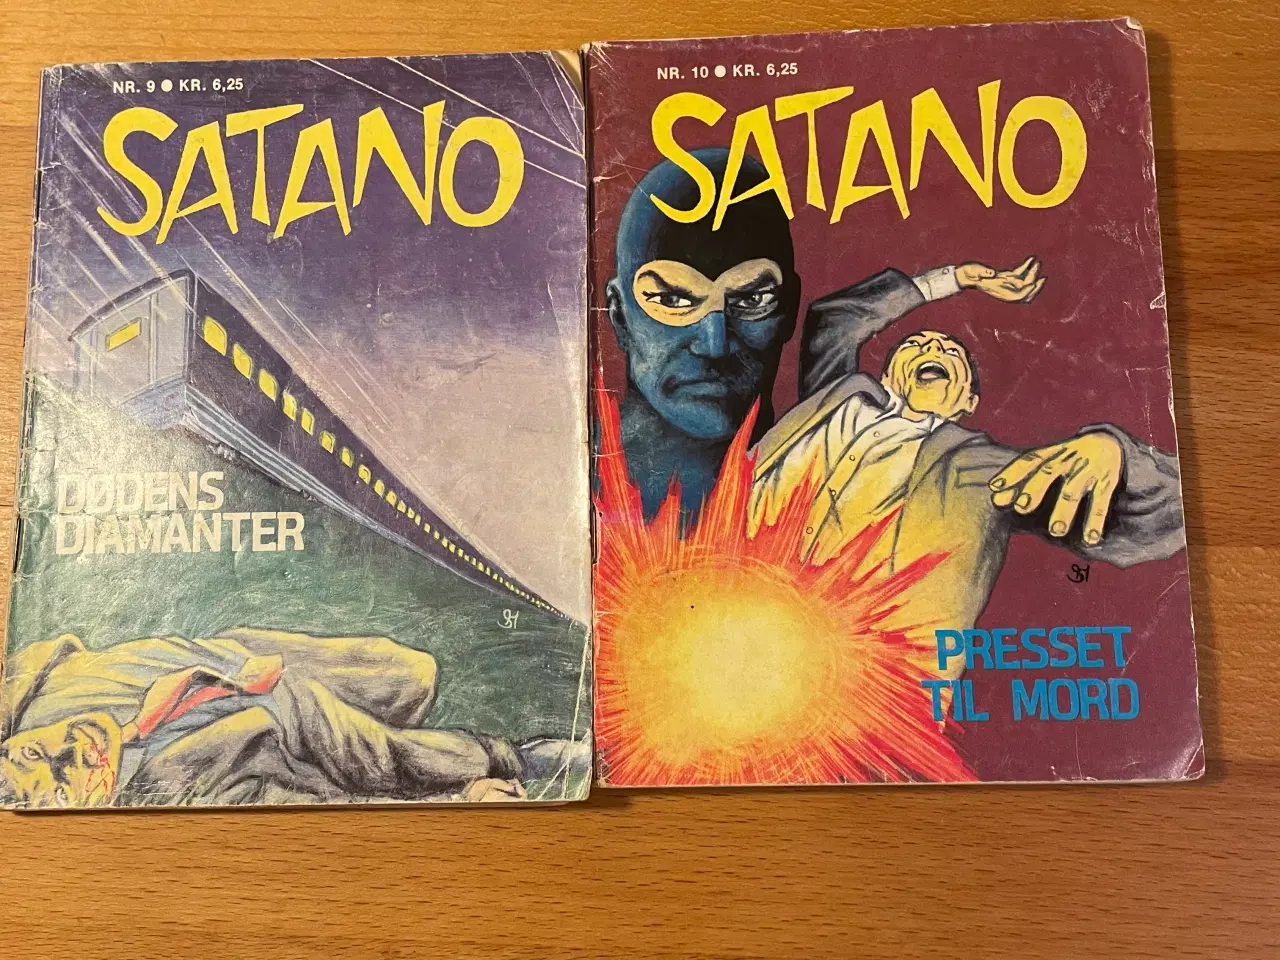 NR. 9 ● KR. 6,25
SATANO
DØDENS
DIAMANTER
NR. 10 ● KR. 6,25
SATANO
PRESSET
TIL MORD